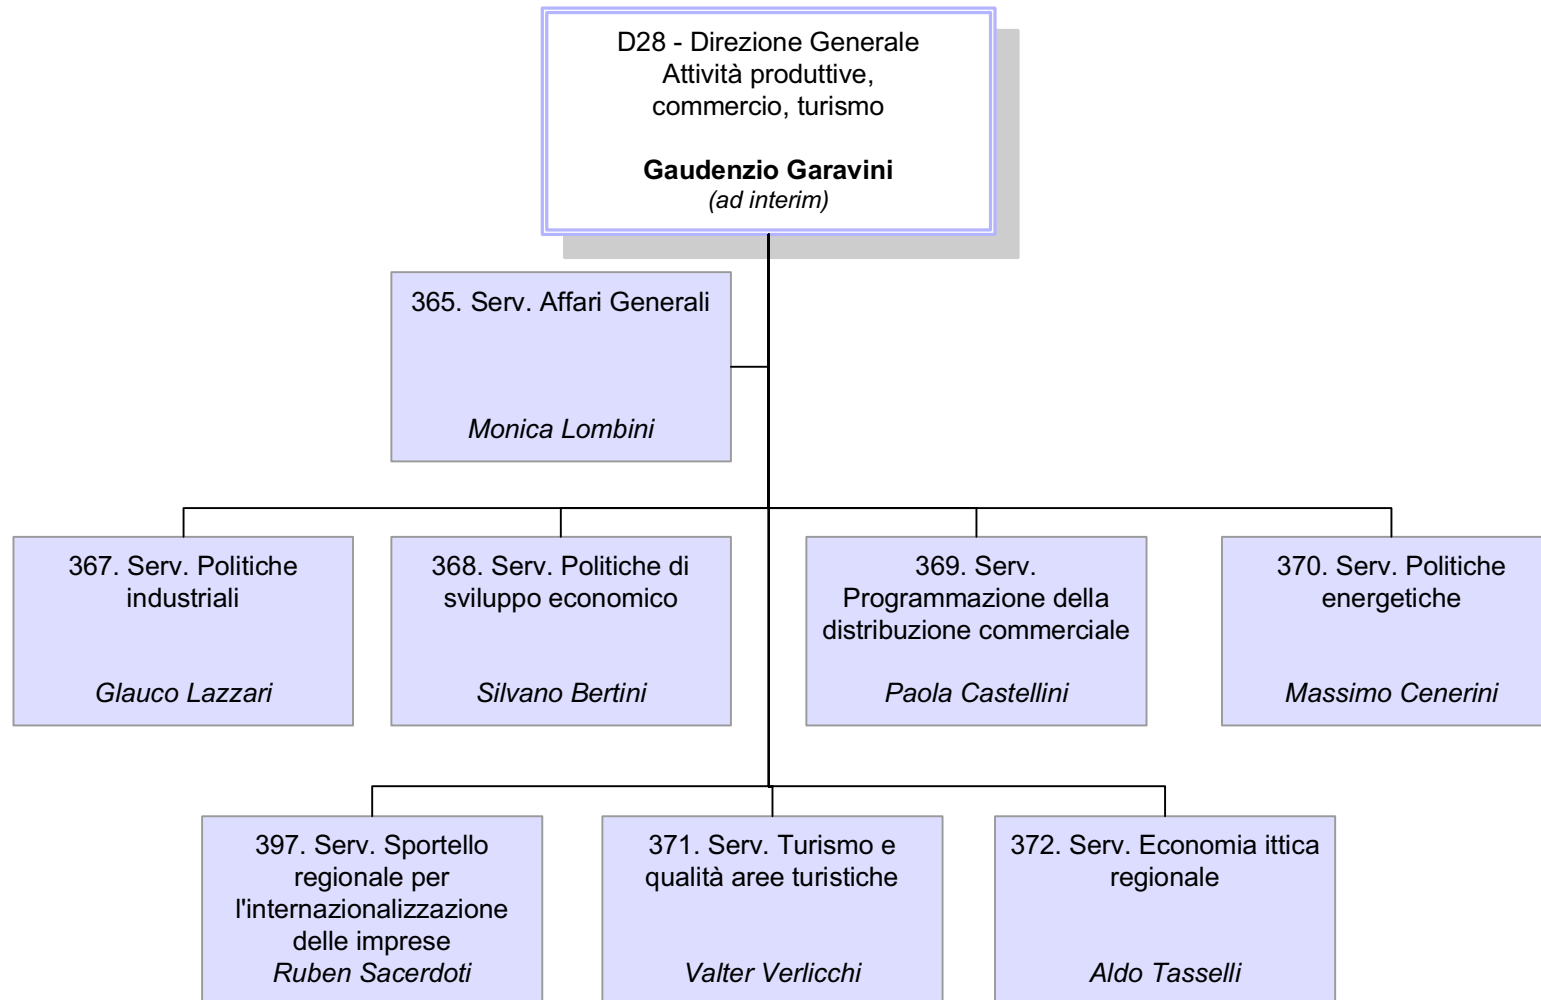 D28 - Direzione Generale
Attività produttive,
commercio, turismo
Gaudenzio Garavini
(ad interim)
365. Serv. Affari Generali
Monica Lombini
367. Serv. Politiche
industriali
Glauco Lazzari
368. Serv. Politiche di
sviluppo economico
Silvano Bertini
369. Serv.
Programmazione della
distribuzione commerciale
Paola Castellini
370. Serv. Politiche
energetiche
Massimo Cenerini
397. Serv. Sportello
regionale per
l'internazionalizzazione
delle imprese
Ruben Sacerdoti
371. Serv. Turismo e
qualità aree turistiche
Valter Verlicchi
372. Serv. Economia ittica
regionale
Aldo Tasselli